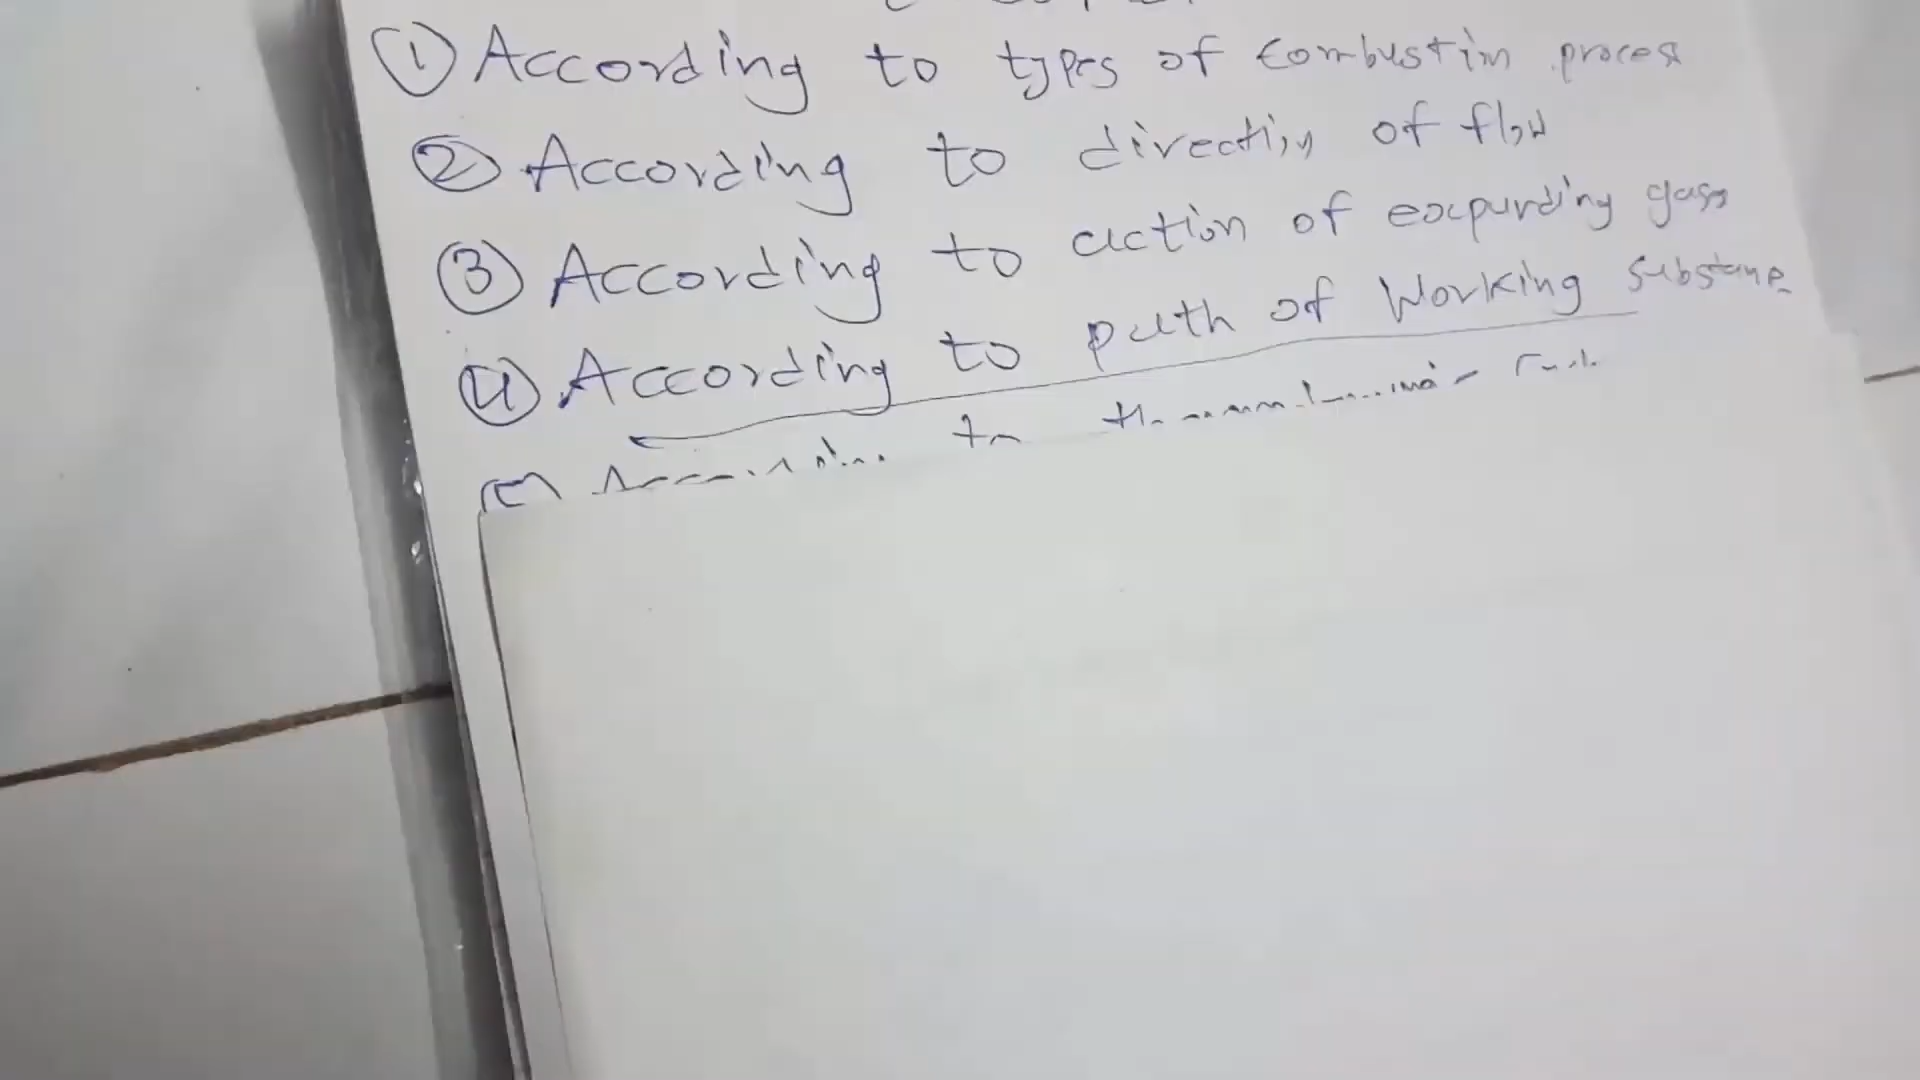 ① According to types of combustion process
② According to direction of flow
③ According to action of expanding gass
④ According to path of working substane